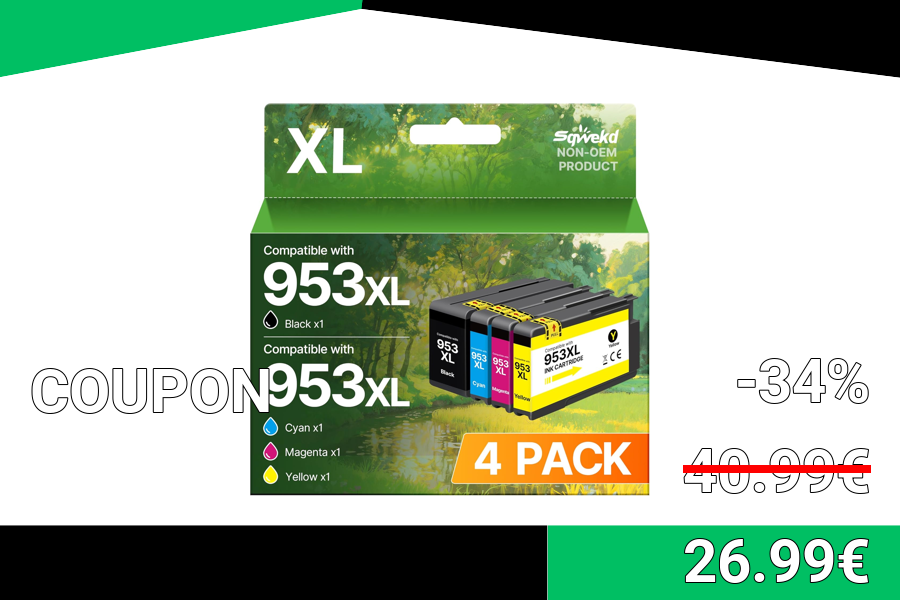 XL
Sqwekd
NON-OEM
PRODUCT
Compatible with
953XL
Black x1
Compatible with
953XL
Cyan x1
Magenta x1
Yellow x1
953
XL
Black
953
XL
Cyan
953
XL
Magenta
953
XL
Yellow
Compatible with
953XL
INK CARTRIDGE
Y
Yellow
CE
4 PACK
COUPON
-34%
40.99€
26.99€